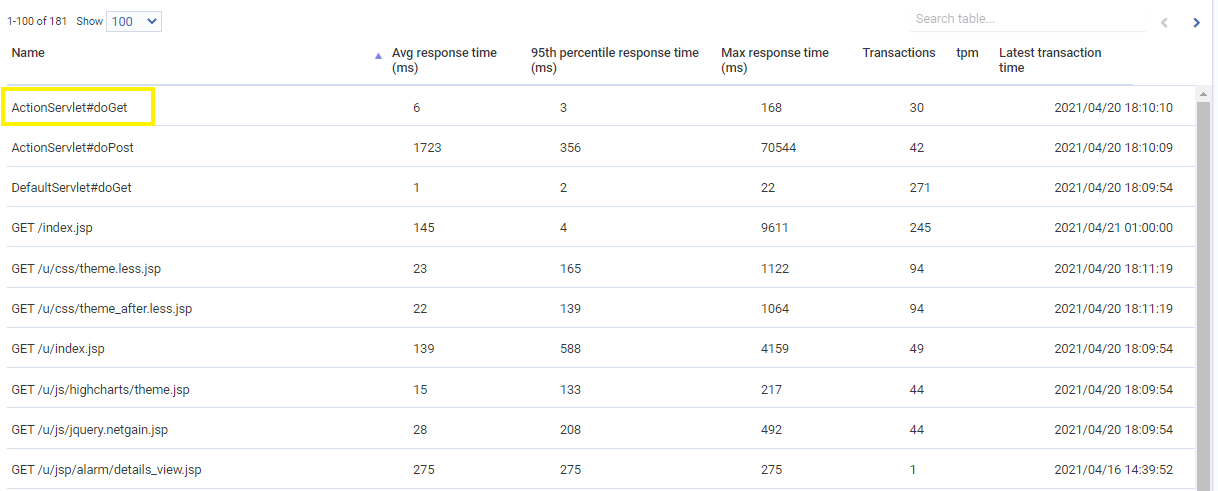 1-100 of 181 Show 100 Search table...
Name Avg response time (ms) 95th percentile response time (ms) Max response time (ms) Transactions tpm Latest transaction time
ActionServlet#doGet 6 3 168 30 2021/04/20 18:10:10
ActionServlet#doPost 1723 356 70544 42 2021/04/20 18:10:09
DefaultServlet#doGet 1 2 22 271 2021/04/20 18:09:54
GET /index.jsp 145 4 9611 245 2021/04/21 01:00:00
GET /u/css/theme.less.jsp 23 165 1122 94 2021/04/20 18:11:19
GET /u/css/theme_after.less.jsp 22 139 1064 94 2021/04/20 18:11:19
GET /u/index.jsp 139 588 4159 49 2021/04/20 18:09:54
GET /u/js/highcharts/theme.jsp 15 133 217 44 2021/04/20 18:09:54
GET /u/js/jquery.netgain.jsp 28 208 492 44 2021/04/20 18:09:54
GET /u/jsp/alarm/details_view.jsp 275 275 275 1 2021/04/16 14:39:52